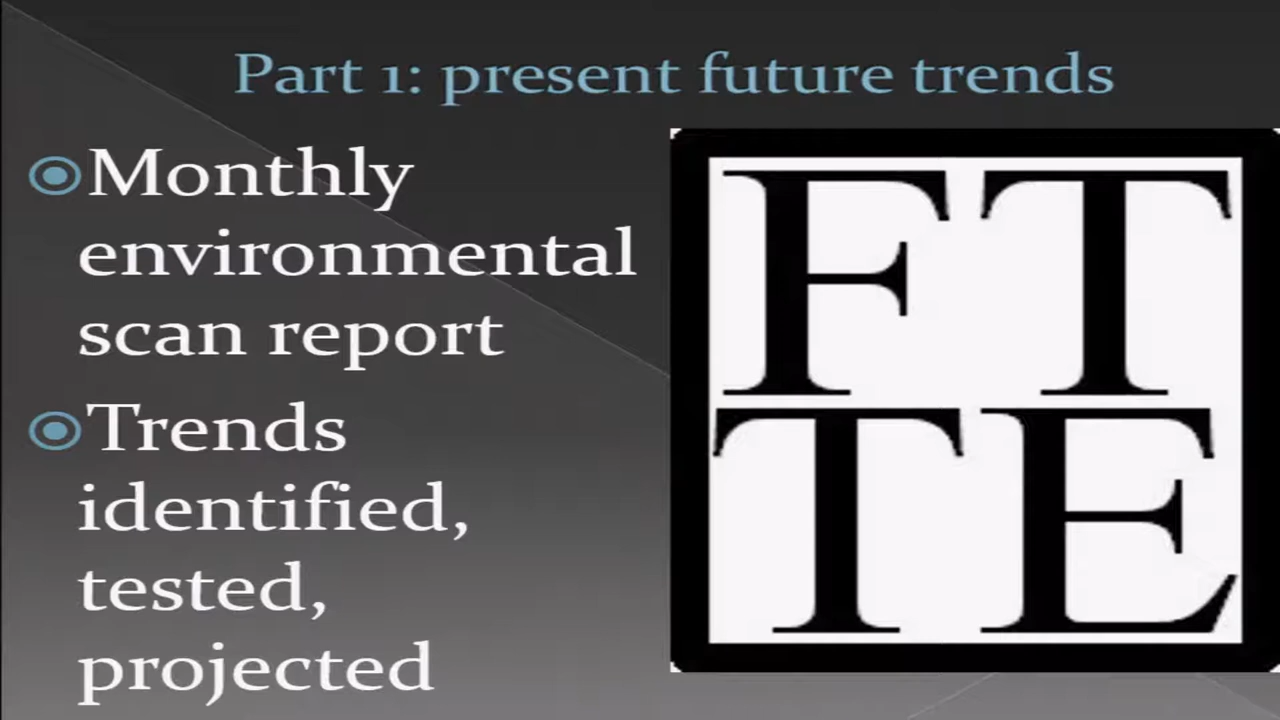 Part 1: present future trends
Monthly
environmental
scan report
Trends
identified,
tested,
projected
FT
TE